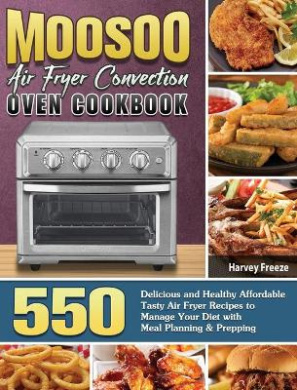 MOOSOO
Air Fryer Convection
OVEN COOKBOOK
Harvey Freeze
550
Delicious and Healthy Affordable
Tasty Air Fryer Recipes to
Manage Your Diet with
Meal Planning & Prepping